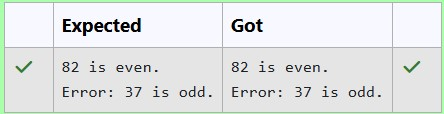 Expected Got
82 is even. 82 is even.
Error: 37 is odd. Error: 37 is odd.